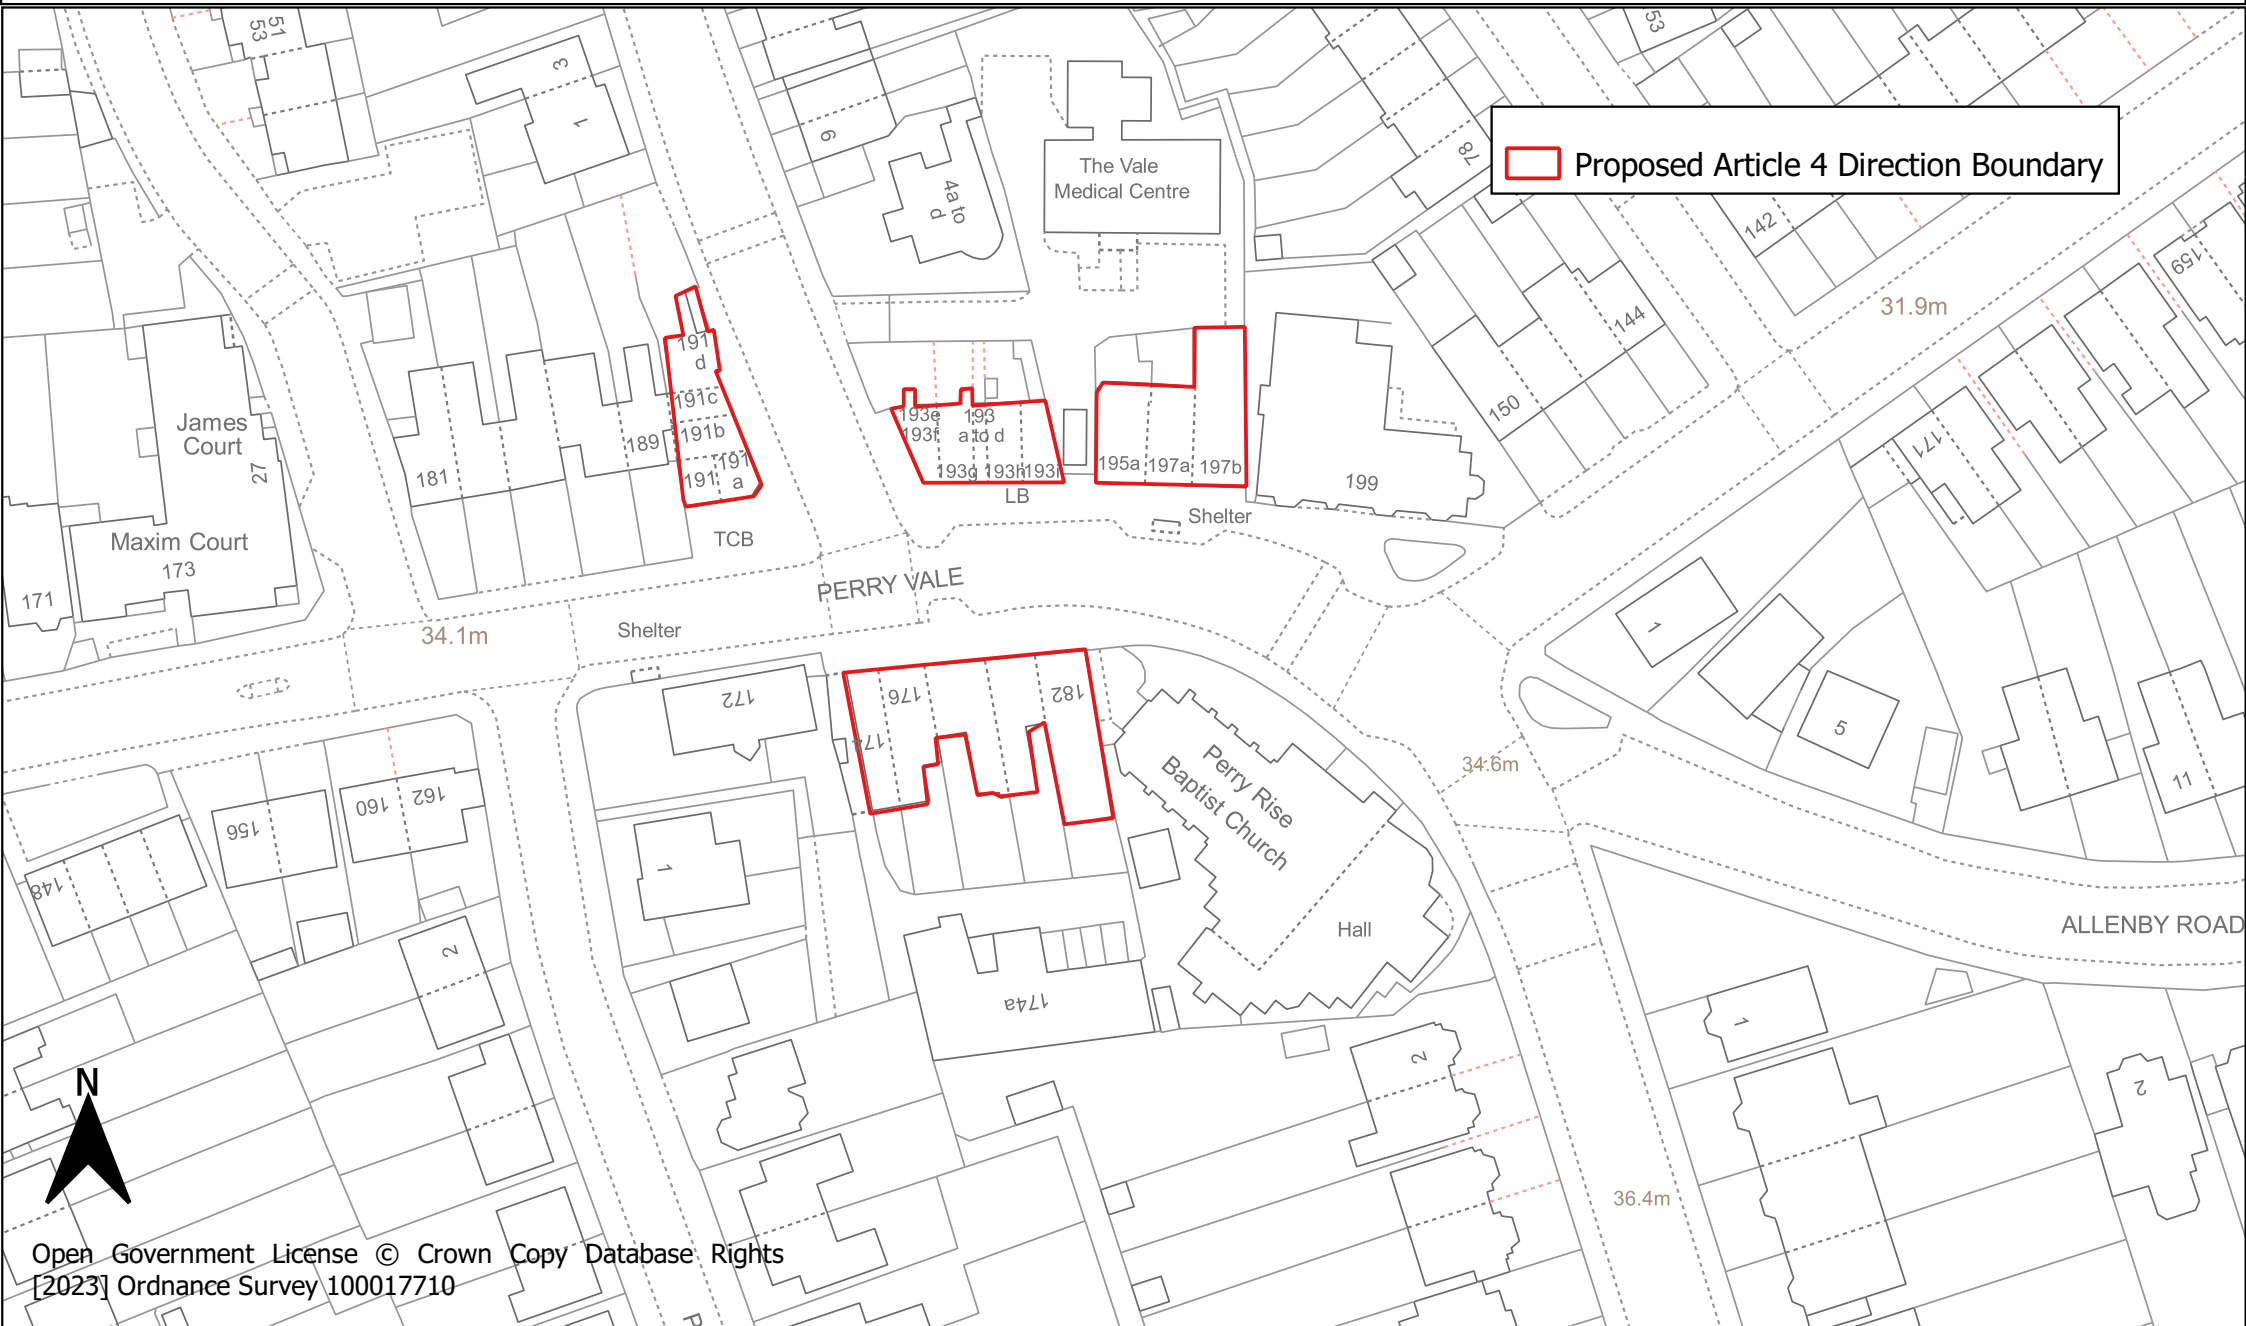 53
51
3
1
6
4a to
d
The Vale
Medical Centre
78
53
Proposed Article 4 Direction Boundary
142
159
31.9m
144
150
171
James
Court
27
Maxim Court
173
171
181
189
191
d
191c
191b
191
191
a
193e
193f
193
a to d
193g
193h
193i
LB
195a
197a
197b
199
Shelter
TCB
PERRY VALE
34.1m
Shelter
172
174
176
182
Perry Rise
Baptist Church
Hall
34.6m
1
5
11
ALLENBY ROAD
148
156
160
162
2
1
174a
2
1
2
36.4m
N
Open Government License © Crown Copy Database Rights
[2023] Ordnance Survey 100017710